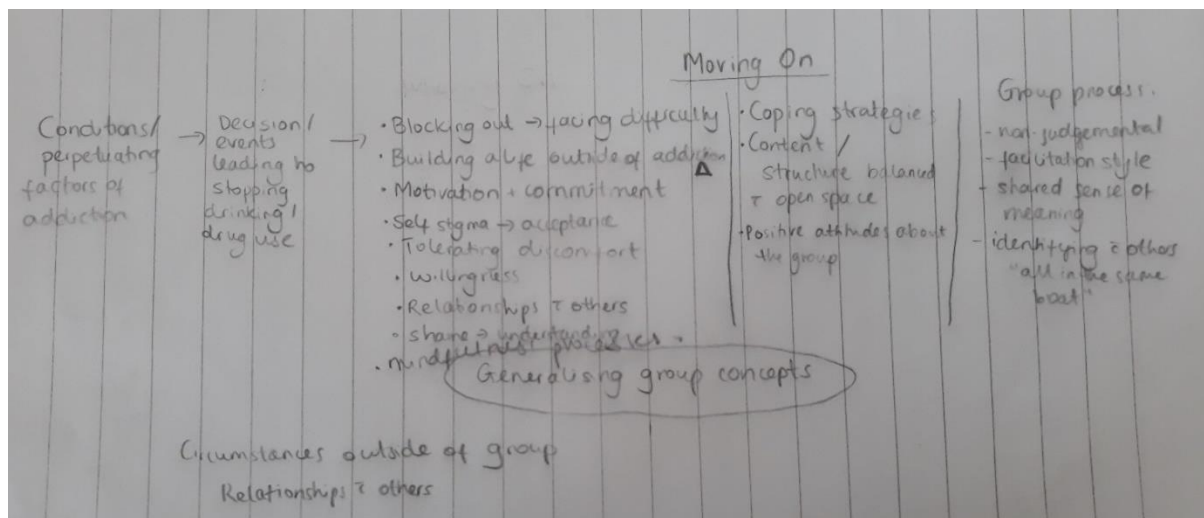 Moving On
Conditions/
perpetuating
factors of
addiction
→
Decision/
events
leading to
stopping
drinking/
drug use
→
· Blocking out → facing difficulty
· Building a life outside of addiction
Δ
· Motivation + commitment
· Self stigma → acceptance
· Tolerating discomfort
· Willingness
· Relationships c̄ others
- shame → understanding
· mindfulness processes.
· Coping strategies
· Content /
structure balanced
c̄ open space
· Positive attitudes about
the group
Group process.
- non-judgemental
- facilitation style
- shared sense of
meaning
- identifying c̄ others
"all in the same
boat"
Generalising group concepts
Circumstances outside of group
Relationships c̄ others